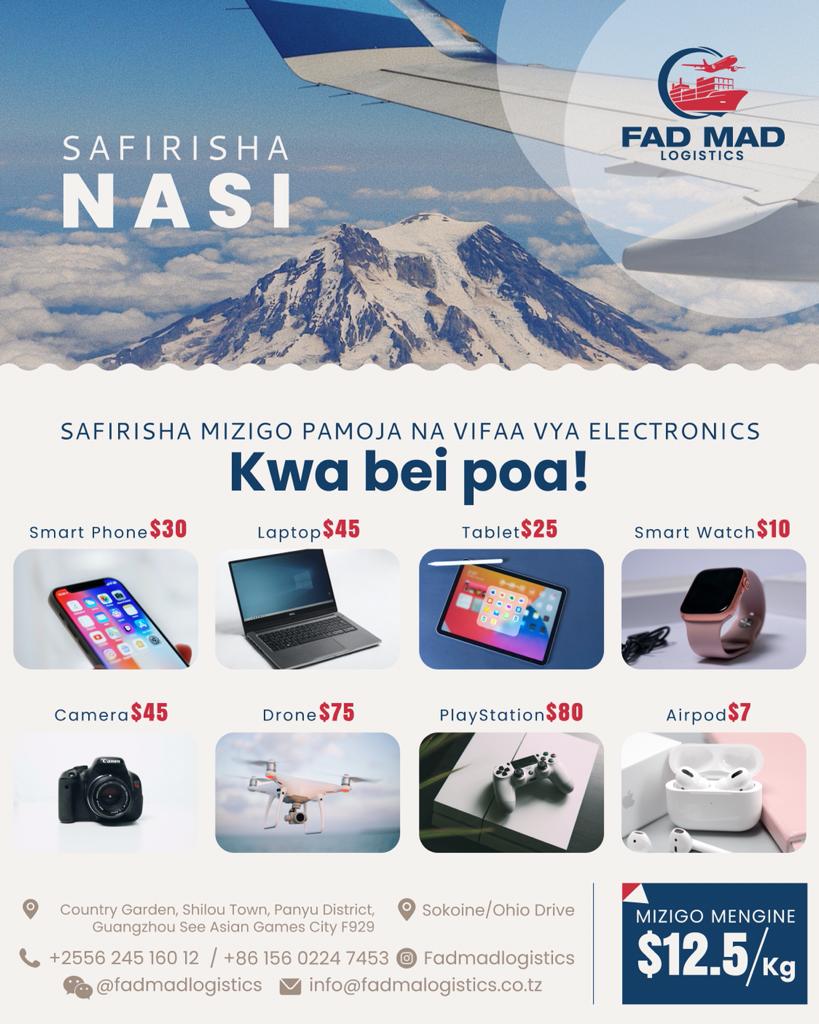 SAFIRISHA
NASI
FAD MAD
LOGISTICS
SAFIRISHA MIZIGO PAMOJA NA VIFAA VYA ELECTRONICS
Kwa bei poa!
Smart Phone $30
Laptop $45
Tablet $25
Smart Watch $10
Camera $45
Drone $75
PlayStation $80
Airpod $7
Canon
Country Garden, Shilou Town, Panyu District,
Guangzhou See Asian Games City F929
Sokoine/Ohio Drive
+2556 245 160 12 / +86 156 0224 7453
Fadmadlogistics
@fadmadlogistics
info@fadmalogistics.co.tz
MIZIGO MENGINE
$12.5/Kg